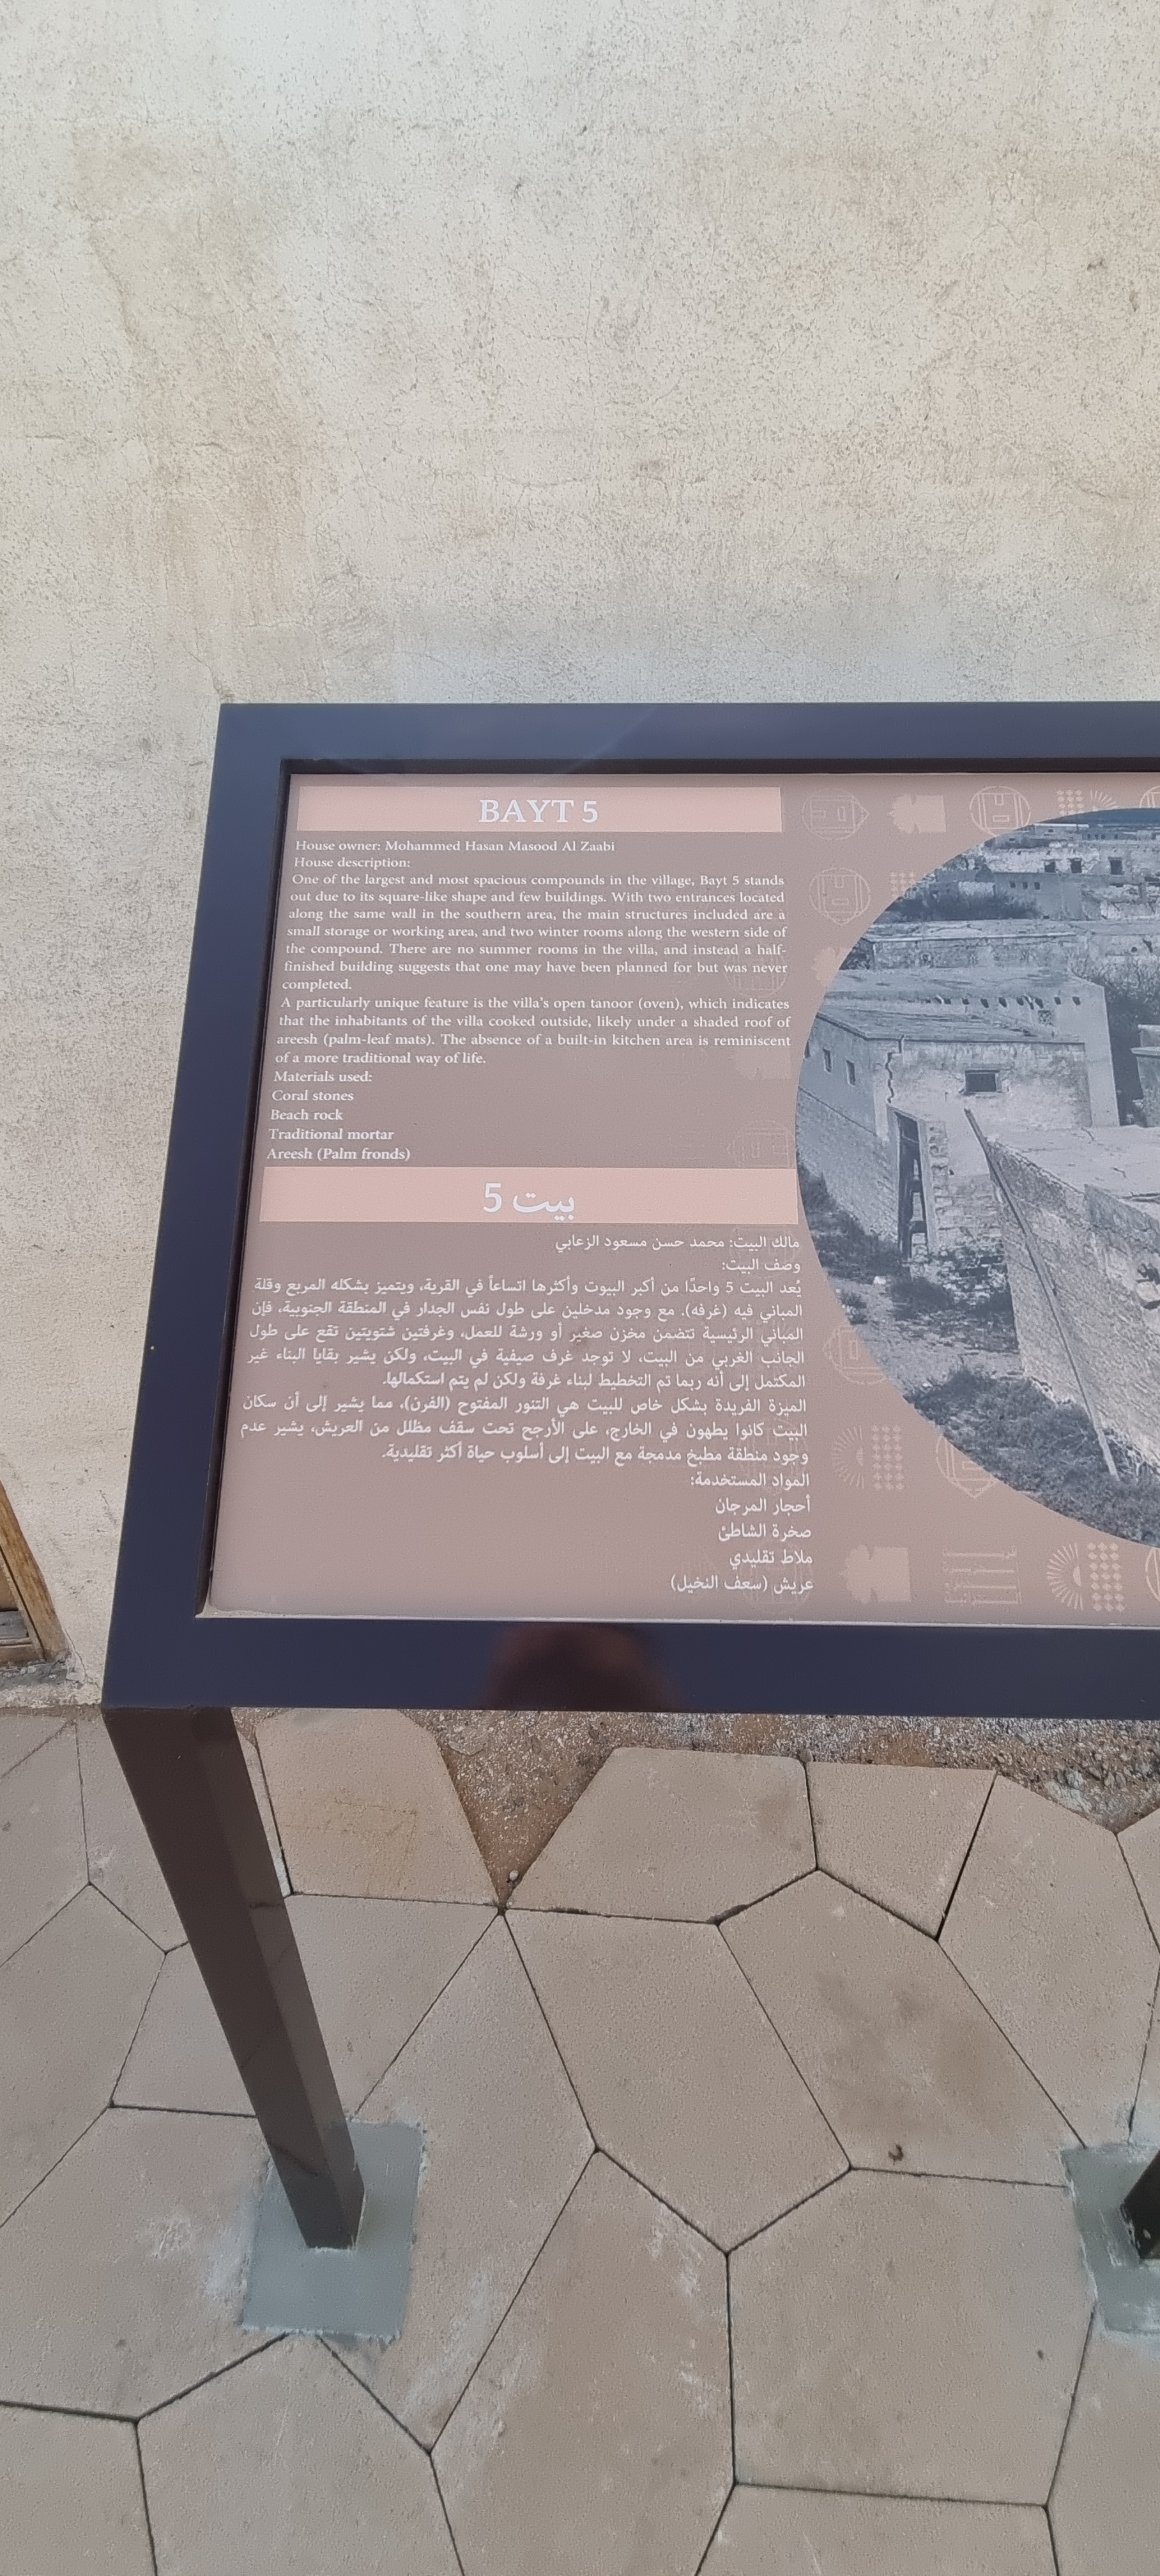 BAYT 5
House owner: Mohammed Hasan Masood Al Zaabi
House description:
One of the largest and most spacious compounds in the village, Bayt 5 stands
out due to its square-like shape and few buildings. With two entrances located
along the same wall in the southern area, the main structures included are a
small storage or working area, and two winter rooms along the western side of
the compound. There are no summer rooms in the villa, and instead a half-
finished building suggests that one may have been planned for but was never
completed.
A particularly unique feature is the villa's open tanoor (oven), which indicates
that the inhabitants of the villa cooked outside, likely under a shaded roof of
areesh (palm-leaf mats). The absence of a built-in kitchen area is reminiscent
of a more traditional way of life.
Materials used:
Coral stones
Beach rock
Traditional mortar
Areesh (Palm fronds)
بيت 5
مالك البيت: محمد حسن مسعود الزعابي
وصف البيت:
يُعد البيت 5 واحدًا من أكبر البيوت وأكثرها اتساعاً في القرية، ويتميز بشكله المربع وقلة
المباني فيه (غرفه). مع وجود مدخلين على طول نفس الجدار في المنطقة الجنوبية، فإن
المباني الرئيسية تتضمن مخزن صغير أو ورشة للعمل، وغرفتين شتويتين تقع على طول
الجانب الغربي من البيت، لا توجد غرف صيفية في البيت، ولكن يشير بقايا البناء غير
المكتمل إلى أنه ربما تم التخطيط لبناء غرفة ولكن لم يتم استكمالها.
الميزة الفريدة بشكل خاص للبيت هي التنور المفتوح (الفرن)، مما يشير إلى أن سكان
البيت كانوا يطهون في الخارج، على الأرجح تحت سقف مظلل من العريش، يشير عدم
وجود منطقة مطبخ مدمجة مع البيت إلى أسلوب حياة أكثر تقليدية.
المواد المستخدمة:
أحجار المرجان
صخرة الشاطئ
ملاط تقليدي
عريش (سعف النخيل)